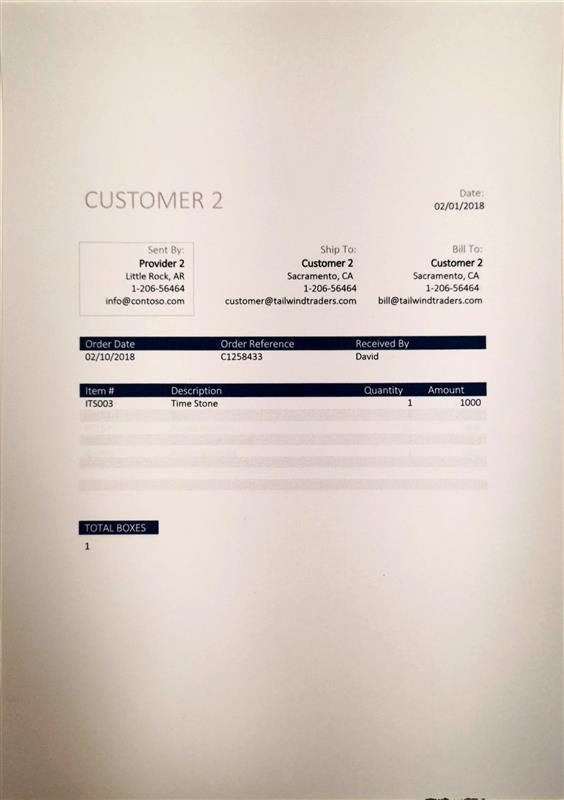 CUSTOMER 2
Date:
02/01/2018
Sent By:
Provider 2
Little Rock, AR
1-206-56464
info@contoso.com
Ship To:
Customer 2
Sacramento, CA
1-206-56464
customer@tailwindtraders.com
Bill To:
Customer 2
Sacramento, CA
1-206-56464
bill@tailwindtraders.com
Order Date Order Reference Received By
02/10/2018 C1258433 David
Item # Description Quantity Amount
ITS003 Time Stone 1 1000
TOTAL BOXES
1